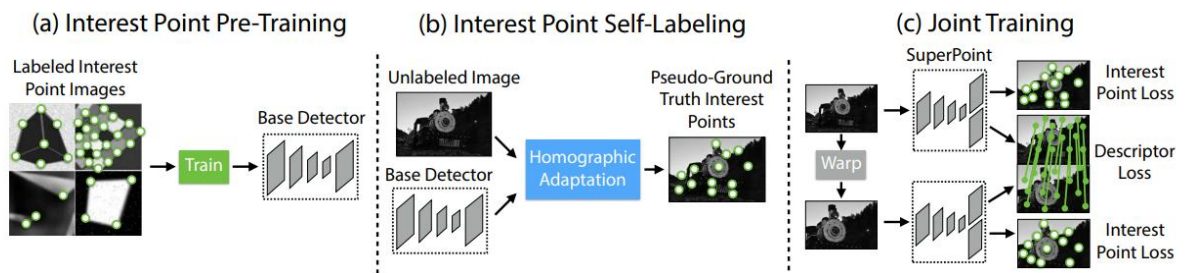 (a) Interest Point Pre-Training
Labeled Interest
Point Images
Train
Base Detector
(b) Interest Point Self-Labeling
Unlabeled Image
Base Detector
Homographic
Adaptation
Pseudo-Ground
Truth Interest
Points
(c) Joint Training
SuperPoint
Warp
Interest
Point Loss
Descriptor
Loss
Interest
Point Loss